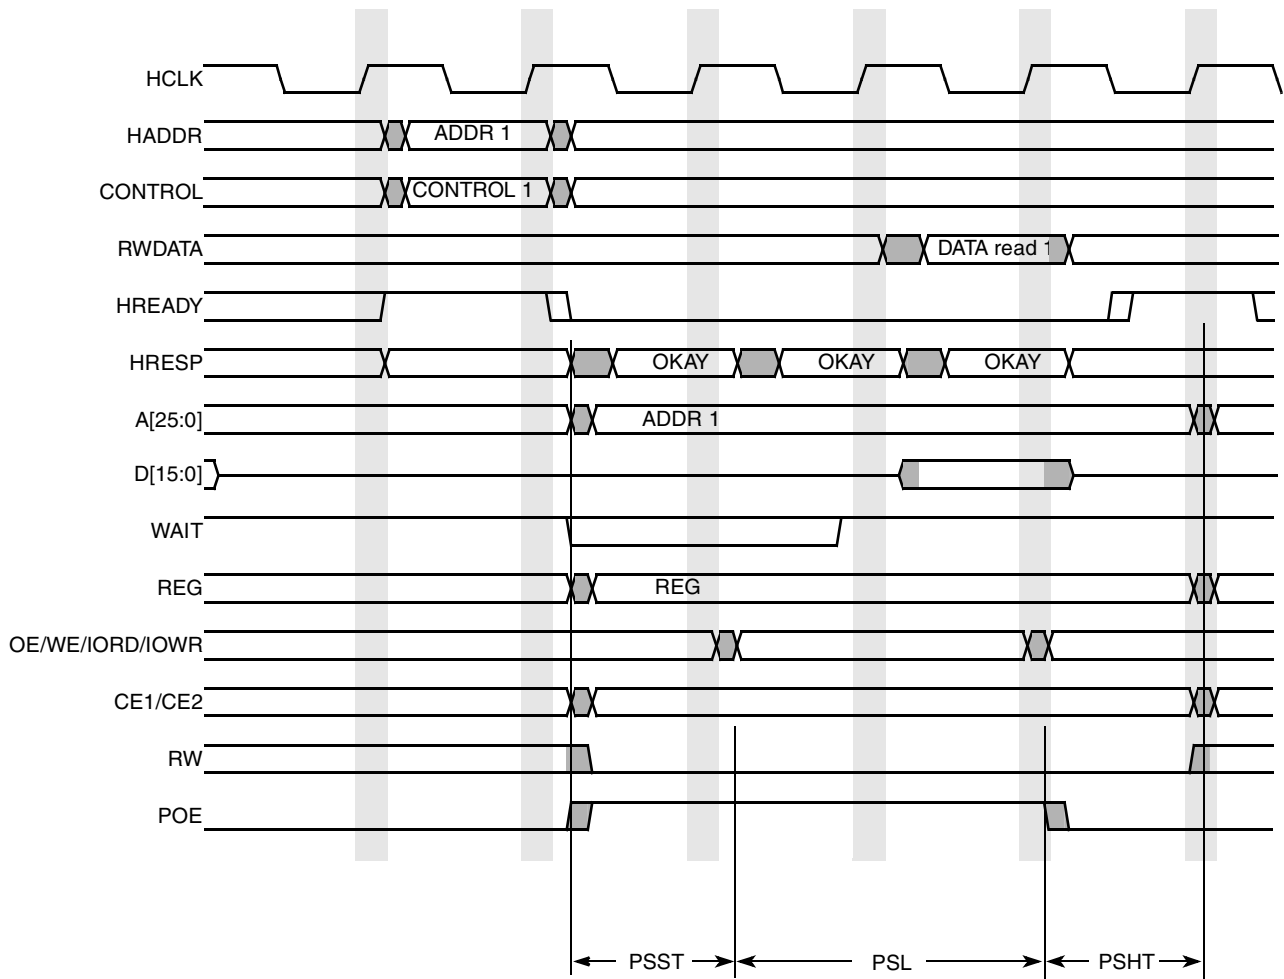 HCLK
HADDR ADDR 1
CONTROL CONTROL 1
RWDATA DATA read 1
HREADY
HRESP OKAY OKAY OKAY
A[25:0] ADDR 1
D[15:0]
WAIT
REG REG
OE/WE/IORD/IOWR
CE1/CE2
RW
POE
PSST PSL PSHT